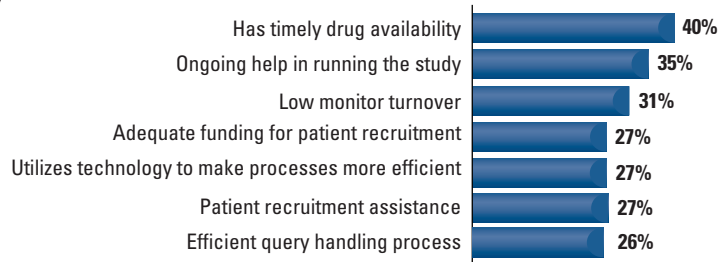 Has timely drug availability 40%
Ongoing help in running the study 35%
Low monitor turnover 31%
Adequate funding for patient recruitment 27%
Utilizes technology to make processes more efficient 27%
Patient recruitment assistance 27%
Efficient query handling process 26%